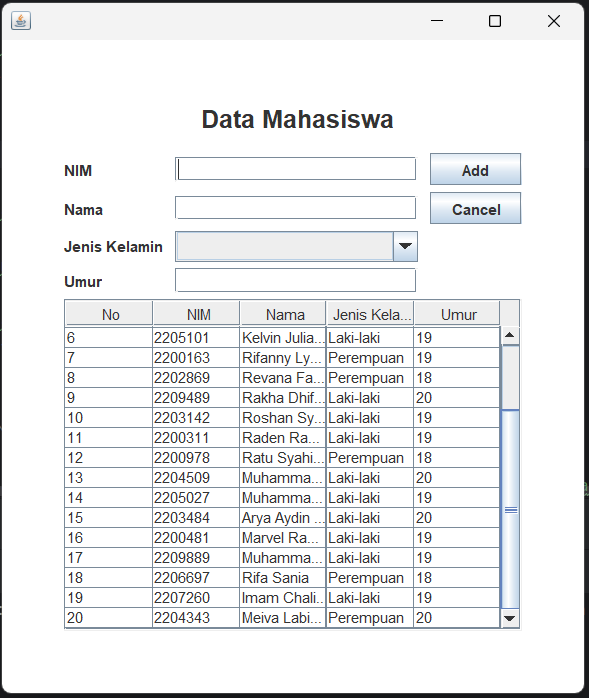 Data Mahasiswa
NIM Add
Nama Cancel
Jenis Kelamin
Umur
No NIM Nama Jenis Kela... Umur
6 2205101 Kelvin Julia... Laki-laki 19
7 2200163 Rifanny Ly... Perempuan 19
8 2202869 Revana Fa... Perempuan 18
9 2209489 Rakha Dhif... Laki-laki 20
10 2203142 Roshan Sy... Laki-laki 19
11 2200311 Raden Ra... Laki-laki 19
12 2200978 Ratu Syahi... Perempuan 18
13 2204509 Muhamma... Laki-laki 20
14 2205027 Muhamma... Laki-laki 19
15 2203484 Arya Aydin ... Laki-laki 20
16 2200481 Marvel Ra... Laki-laki 19
17 2209889 Muhamma... Laki-laki 19
18 2206697 Rifa Sania Perempuan 18
19 2207260 Imam Chali... Laki-laki 19
20 2204343 Meiva Labi... Perempuan 20